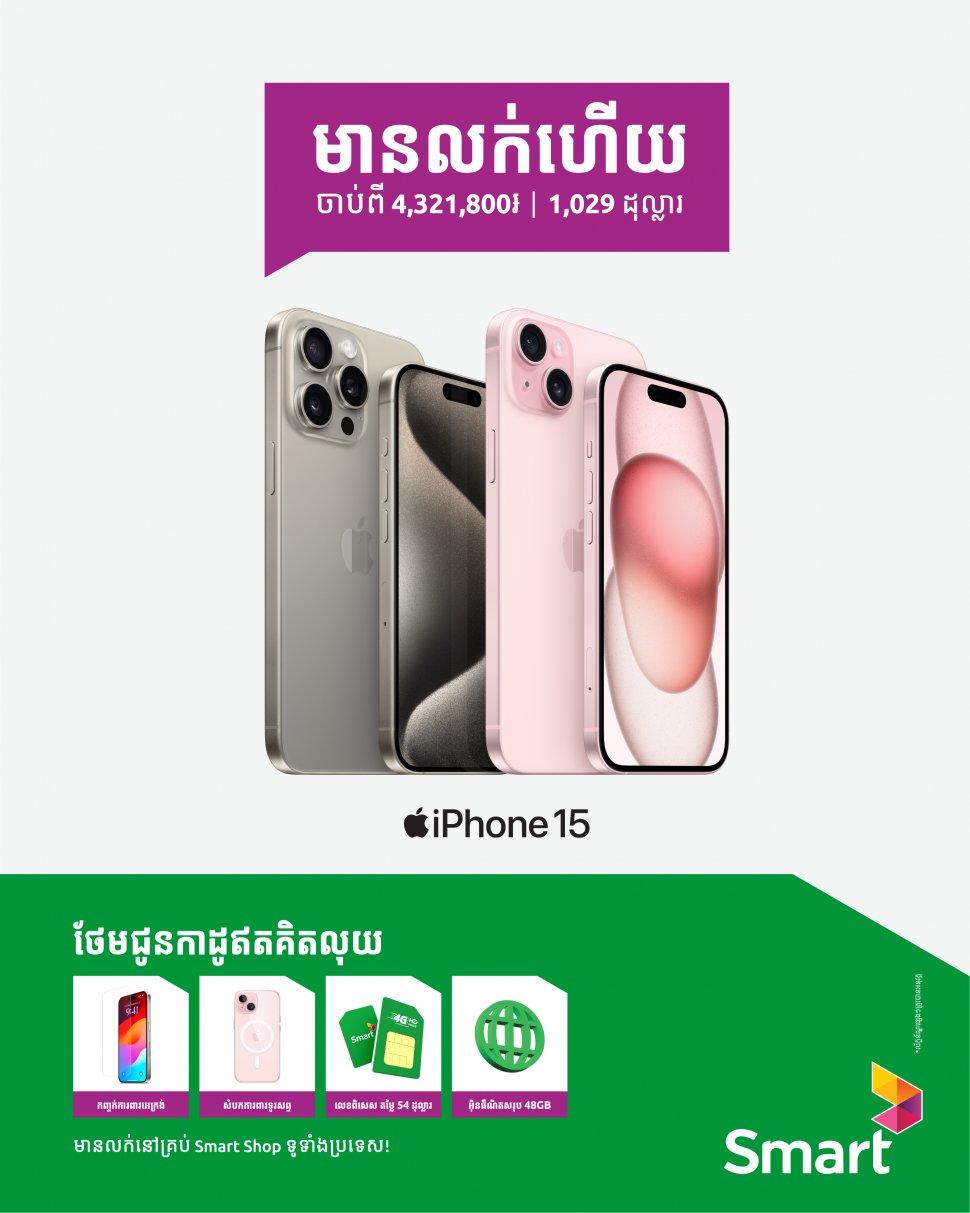 មានលក់ហើយ
ចាប់ពី 4,321,800៛ | 1,029 ដុល្លារ
iPhone 15
ថែមជូនកាដូឥតគិតលុយ
9:41
Smart
4G+ HD
កញ្ចក់ការពារអេក្រង់
សំបកការពារទូរសព្ទ
លេខពិសេស តម្លៃ 54 ដុល្លារ
អ៊ិនធឺណិតសរុប 48GB
មានលក់នៅគ្រប់ Smart Shop ទូទាំងប្រទេស!
Smart